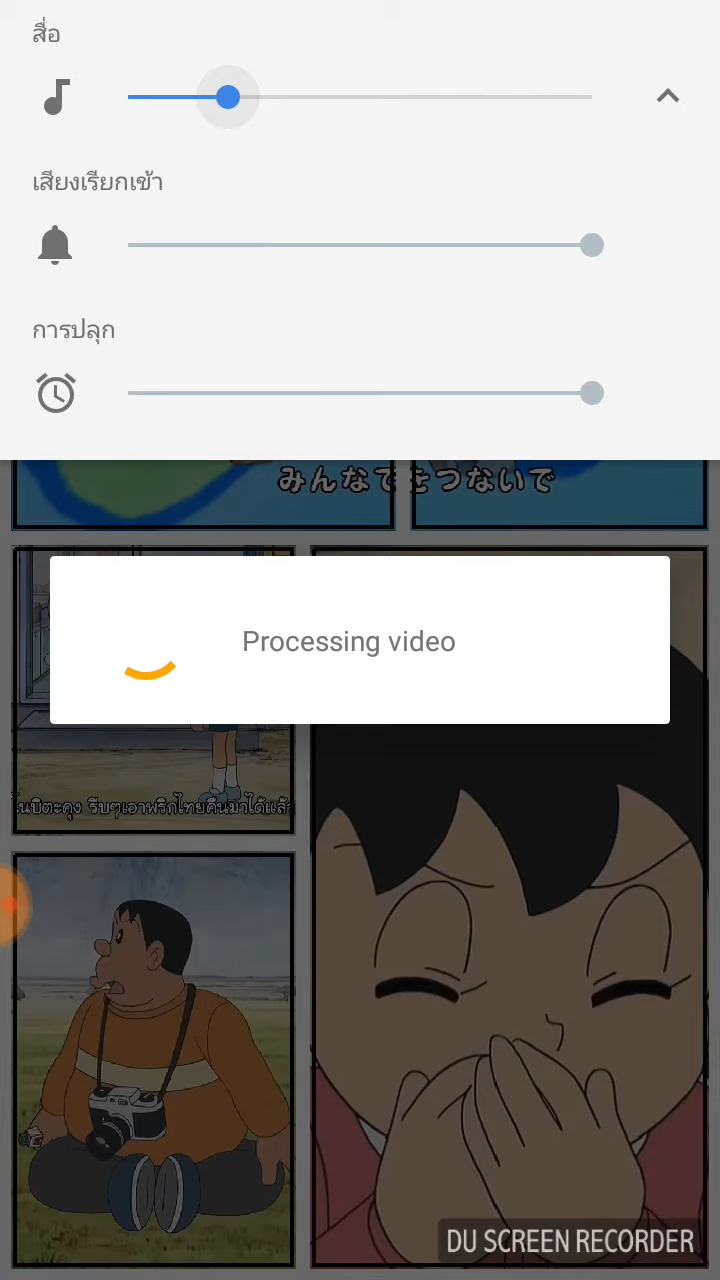 สื่อ
เสียงเรียกเข้า
การปลุก
みんなで
をつないで
Processing video
โนบิตะคุง รีบๆเอาพริกไทยคืนมาได้แล้ว
DU SCREEN RECORDER